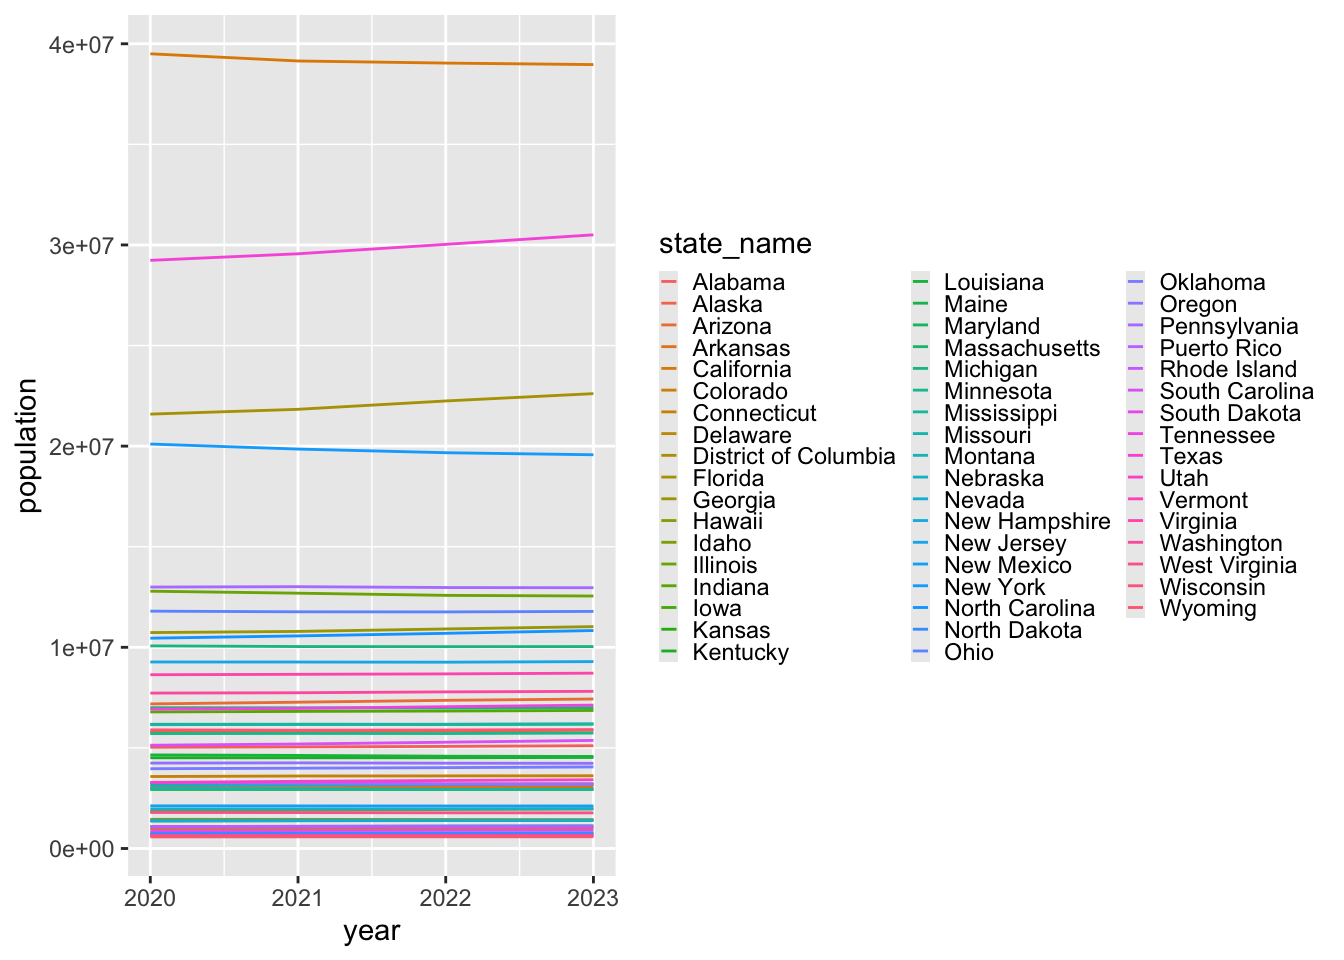 4e+07
3e+07
2e+07
1e+07
0e+00
population
2020
2021
2022
2023
year
state_name
Alabama
Alaska
Arizona
Arkansas
California
Colorado
Connecticut
Delaware
District of Columbia
Florida
Georgia
Hawaii
Idaho
Illinois
Indiana
Iowa
Kansas
Kentucky
Louisiana
Maine
Maryland
Massachusetts
Michigan
Minnesota
Mississippi
Missouri
Montana
Nebraska
Nevada
New Hampshire
New Jersey
New Mexico
New York
North Carolina
North Dakota
Ohio
Oklahoma
Oregon
Pennsylvania
Puerto Rico
Rhode Island
South Carolina
South Dakota
Tennessee
Texas
Utah
Vermont
Virginia
Washington
West Virginia
Wisconsin
Wyoming